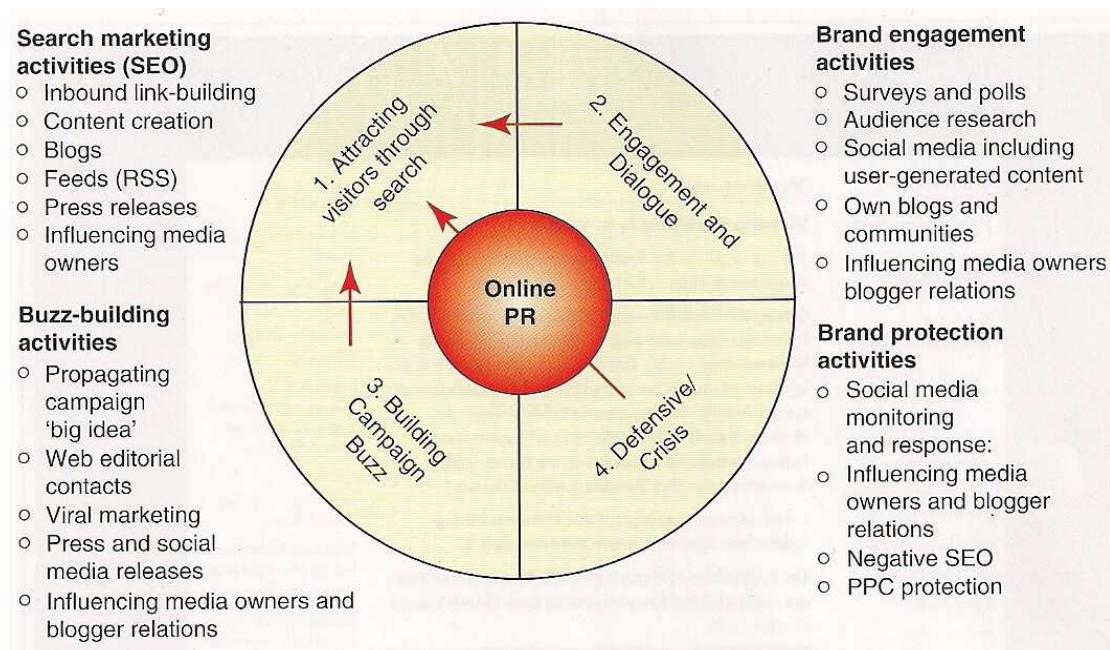 Search marketing
activities (SEO)
Inbound link-building
Content creation
Blogs
Feeds (RSS)
Press releases
Influencing media
owners
Buzz-building
activities
Propagating
campaign
‘big idea’
Web editorial
contacts
Viral marketing
Press and social
media releases
Influencing media owners and
blogger relations
1. Attracting
visitors through
search
2. Engagement and
Dialogue
Online
PR
3. Building
Campaign
Buzz
4. Defensive/
Crisis
Brand engagement
activities
Surveys and polls
Audience research
Social media including
user-generated content
Own blogs and
communities
Influencing media owners
blogger relations
Brand protection
activities
Social media
monitoring
and response:
Influencing media
owners and blogger
relations
Negative SEO
PPC protection